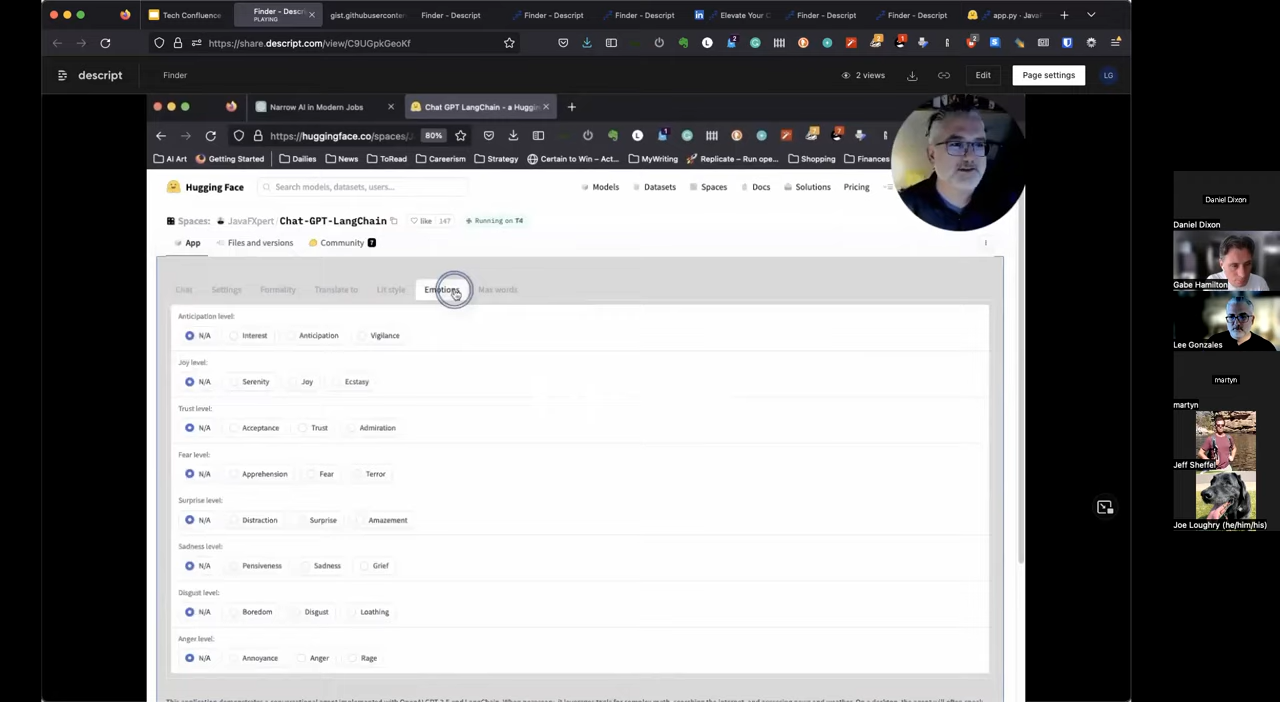 Tech Confluence
Finder – Descri
PLAYING
gist.githubuserconten
Finder – Descript
Finder – Descript
Finder – Descript
Elevate Your C
Finder – Descript
Finder – Descript
app.py · JavaF
https://share.descript.com/view/C9UGpkGeoKf
descript
Finder
2 views
Edit
Page settings
LG
Narrow AI in Modern Jobs
Chat GPT LangChain - a Huggin
https://huggingface.co/spaces/
80%
AI Art
Getting Started
Dailies
News
ToRead
Careerism
Strategy
Certain to Win – Act...
MyWriting
Replicate – Run ope...
Shopping
Finances
Hugging Face
Search models, datasets, users...
Models
Datasets
Spaces
Docs
Solutions
Pricing
Spaces:
JavaFXpert/Chat-GPT-LangChain
like 147
Running on T4
App
Files and versions
Community 7
Chat
Settings
Formality
Translate to
Lit style
Emotions
Max words
Anticipation level:
N/A Interest Anticipation Vigilance
Joy level:
N/A Serenity Joy Ecstasy
Trust level:
N/A Acceptance Trust Admiration
Fear level:
N/A Apprehension Fear Terror
Surprise level:
N/A Distraction Surprise Amazement
Sadness level:
N/A Pensiveness Sadness Grief
Disgust level:
N/A Boredom Disgust Loathing
Anger level:
N/A Annoyance Anger Rage
Daniel Dixon
Daniel Dixon
Gabe Hamilton
Lee Gonzales
martyn
martyn
Jeff Sheffel
Joe Loughry (he/him/his)